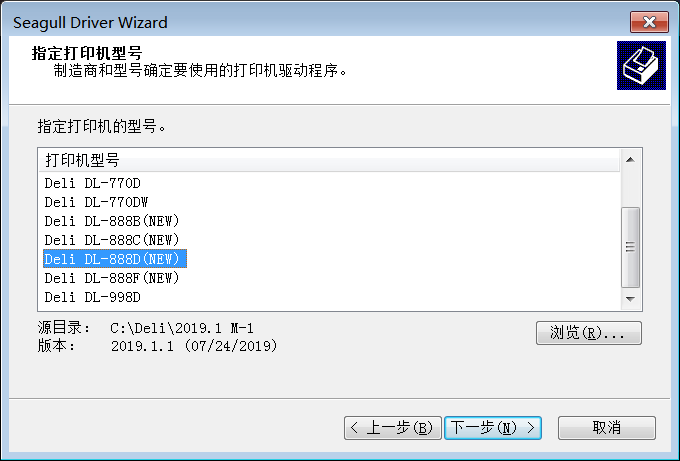 Seagull Driver Wizard
指定打印机型号
制造商和型号确定要使用的打印机驱动程序。
指定打印机的型号。
打印机型号
Deli DL-770D
Deli DL-770DW
Deli DL-888B(NEW)
Deli DL-888C(NEW)
Deli DL-888D(NEW)
Deli DL-888F(NEW)
Deli DL-998D
源目录： C:\Deli\2019.1 M-1
浏览(R)...
版本： 2019.1.1 (07/24/2019)
< 上一步(B) 下一步(N) > 取消